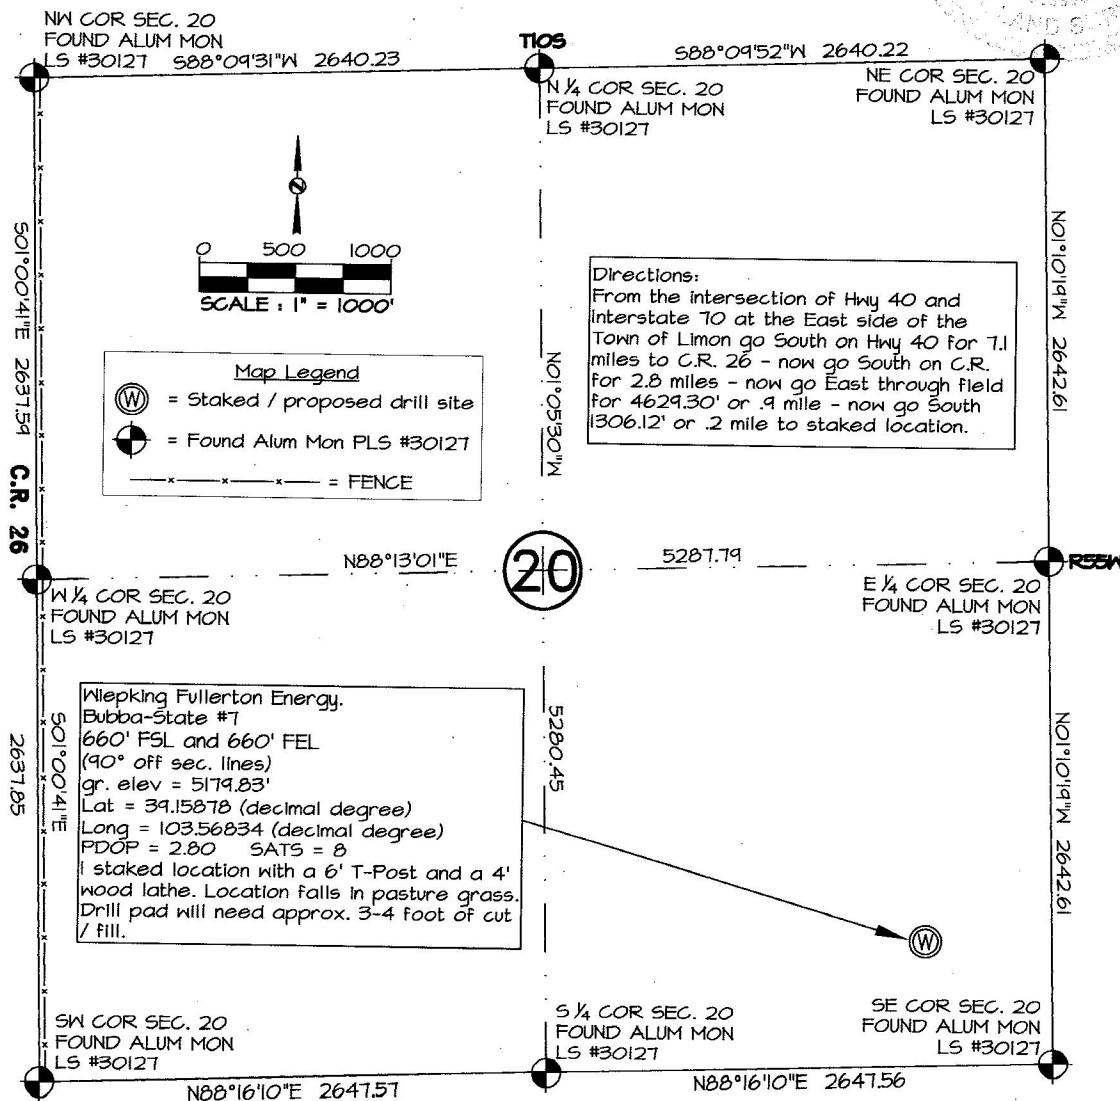 AND S
NW COR SEC. 20
FOUND ALUM MON
LS #30127 S88°09'31"W 2640.23
T10S
S88°09'52"W 2640.22
N ¼ COR SEC. 20
FOUND ALUM MON
LS #30127
NE COR SEC. 20
FOUND ALUM MON
LS #30127
N
0 500 1000
SCALE : 1" = 1000'
S01°00'41"E 2637.59
C.R. 26
Map Legend
W = Staked / proposed drill site
= Found Alum Mon PLS #30127
= FENCE
N01°05'30"W
Directions:
From the intersection of Hwy 40 and
Interstate 70 at the East side of the
Town of Limon go South on Hwy 40 for 7.1
miles to C.R. 26 - now go South on C.R.
for 2.8 miles - now go East through field
for 4629.30' or .9 mile - now go South
1306.12' or .2 mile to staked location.
N01°10'19"W 2642.61
N88°13'01"E
20
5287.79
R55W
W ¼ COR SEC. 20
FOUND ALUM MON
LS #30127
E ¼ COR SEC. 20
FOUND ALUM MON
LS #30127
S01°00'41"E
2637.85
Wiepking Fullerton Energy.
Bubba-State #7
660' FSL and 660' FEL
(90° off sec. lines)
gr. elev = 5179.83'
Lat = 39.15878 (decimal degree)
Long = 103.56834 (decimal degree)
PDOP = 2.80 SATS = 8
I staked location with a 6' T-Post and a 4'
wood lathe. Location falls in pasture grass.
Drill pad will need approx. 3-4 foot of cut
/ fill.
5280.45
N01°10'19"W 2642.61
W
SW COR SEC. 20
FOUND ALUM MON
LS #30127
S ¼ COR SEC. 20
FOUND ALUM MON
LS #30127
SE COR SEC. 20
FOUND ALUM MON
LS #30127
N88°16'10"E 2647.57
N88°16'10"E 2647.56